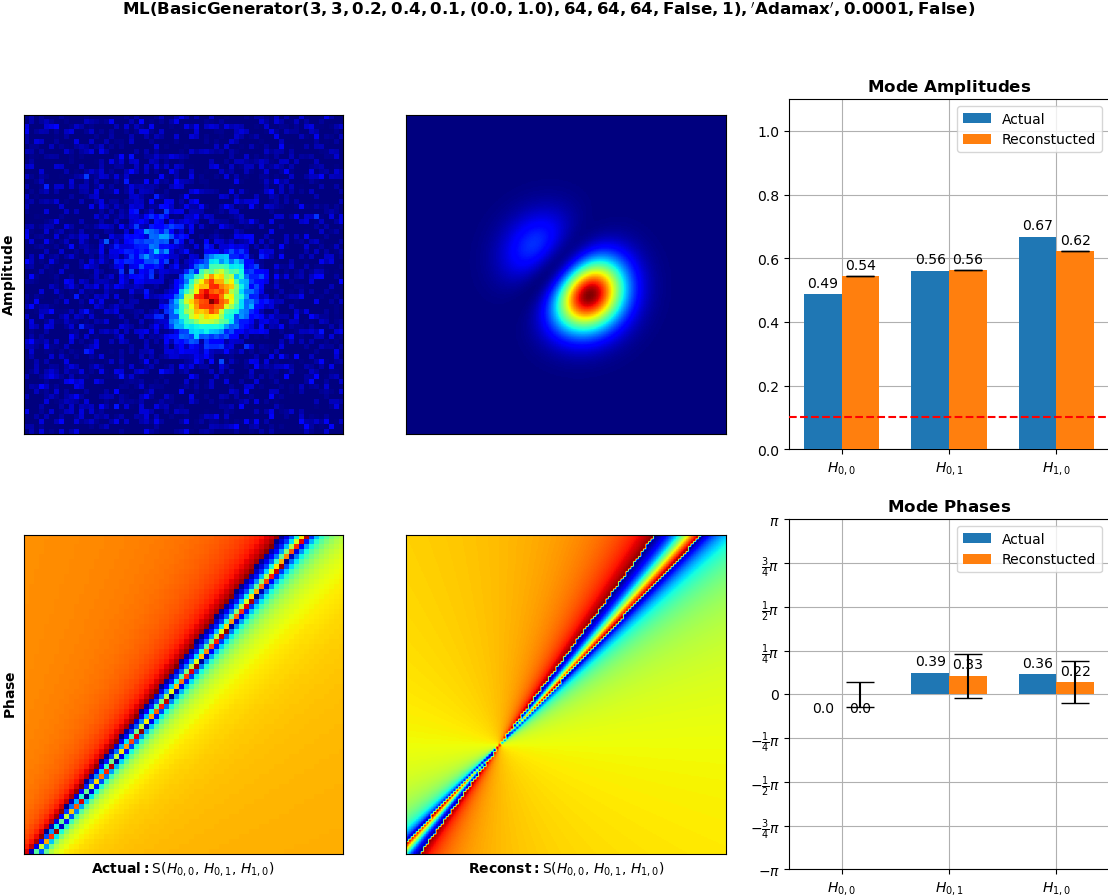 ML(BasicGenerator(3, 3, 0.2, 0.4, 0.1, (0.0, 1.0), 64, 64, 64, False, 1), 'Adamax', 0.0001, False)
Amplitude
Mode Amplitudes
Actual
Reconstucted
1.0
0.8
0.6
0.4
0.2
0.0
0.49
0.54
0.56
0.56
0.67
0.62
H0,0
H0,1
H1,0
Phase
Actual: S(H0,0, H0,1, H1,0)
Reconst: S(H0,0, H0,1, H1,0)
Mode Phases
Actual
Reconstucted
π
3/4π
1/2π
1/4π
0
−1/4π
−1/2π
−3/4π
−π
0.0
0.0
0.39
0.33
0.36
0.22
H0,0
H0,1
H1,0